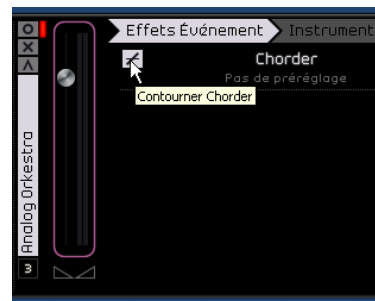 Effets Événement
Instrument
Chorder
Pas de préréglage
Contourner Chorder
Analog Orkestra
3